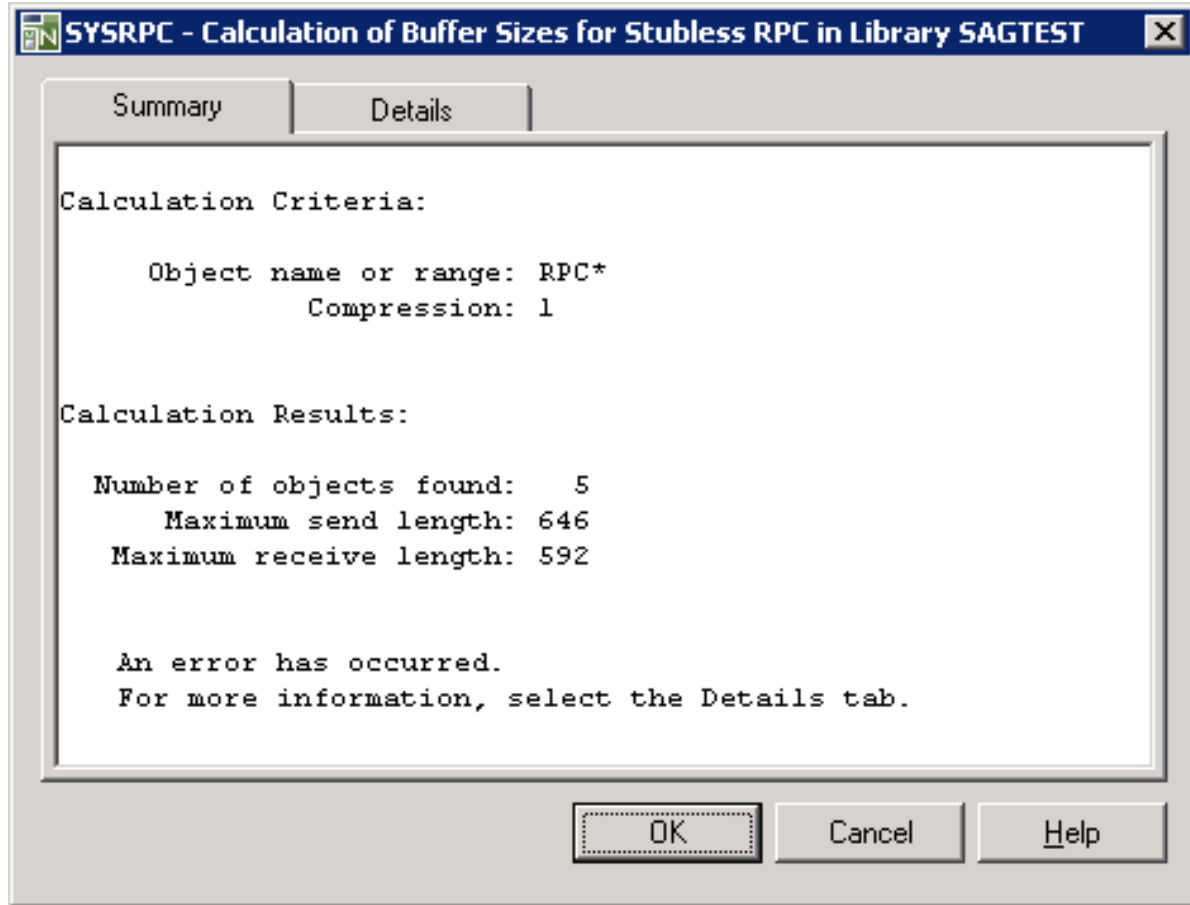 SYSRPC - Calculation of Buffer Sizes for Stubless RPC in Library SAGTEST
Summary Details
Calculation Criteria:
Object name or range: RPC*
Compression: 1
Calculation Results:
Number of objects found: 5
Maximum send length: 646
Maximum receive length: 592
An error has occurred.
For more information, select the Details tab.
OK Cancel Help